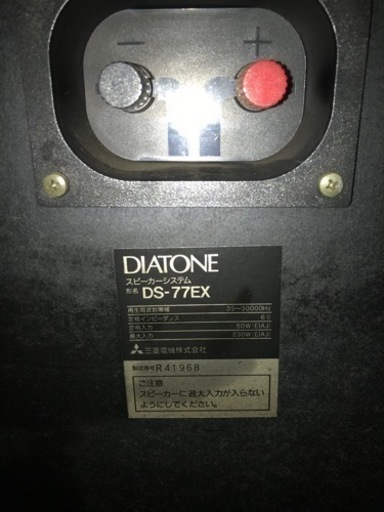 − +
DIATONE
スピーカーシステム
形名 DS-77EX
再生周波数帯域 35~30000Hz
定格インピーダンス 6Ω
定格入力 50W(EIAJ)
最大入力 230W(EIAJ)
三菱電機株式会社
製造番号 R41968
ご注意
スピーカーに過大入力が入らない
ようにしてください。